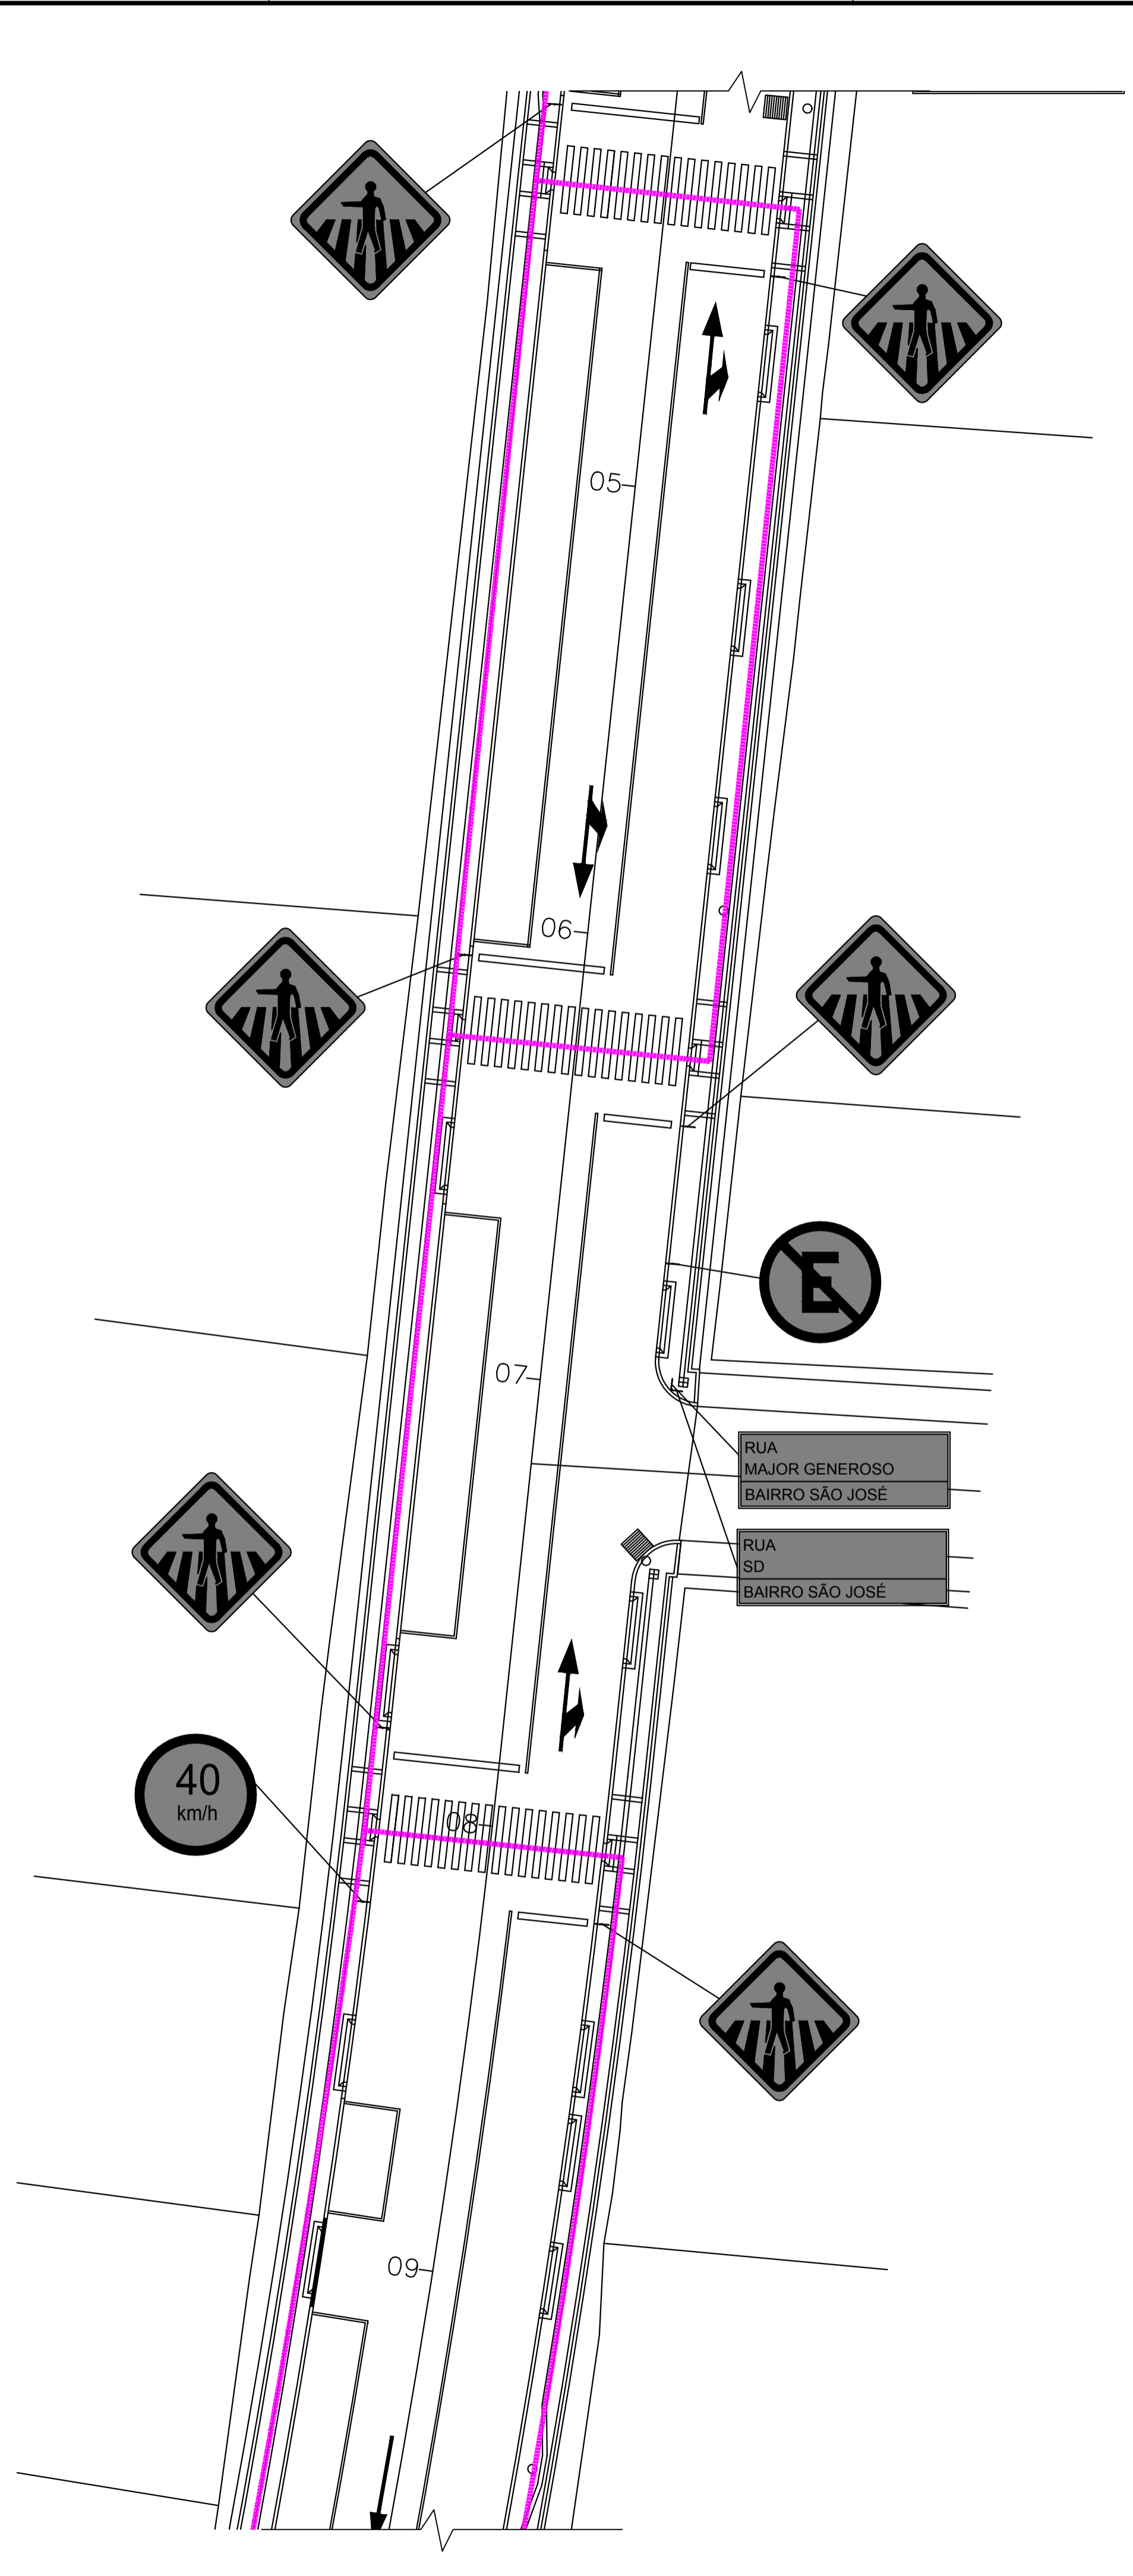 05
06
E
07
RUA
MAJOR GENEROSO
BAIRRO SÃO JOSÉ
RUA
SD
BAIRRO SÃO JOSÉ
40
km/h
08
09